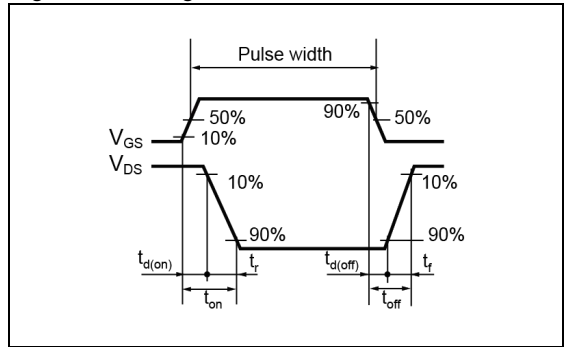 Pulse width
90%
50%
50%
10%
VGS
VDS
10%
10%
90%
90%
td(on)
tr
td(off)
tf
ton
toff